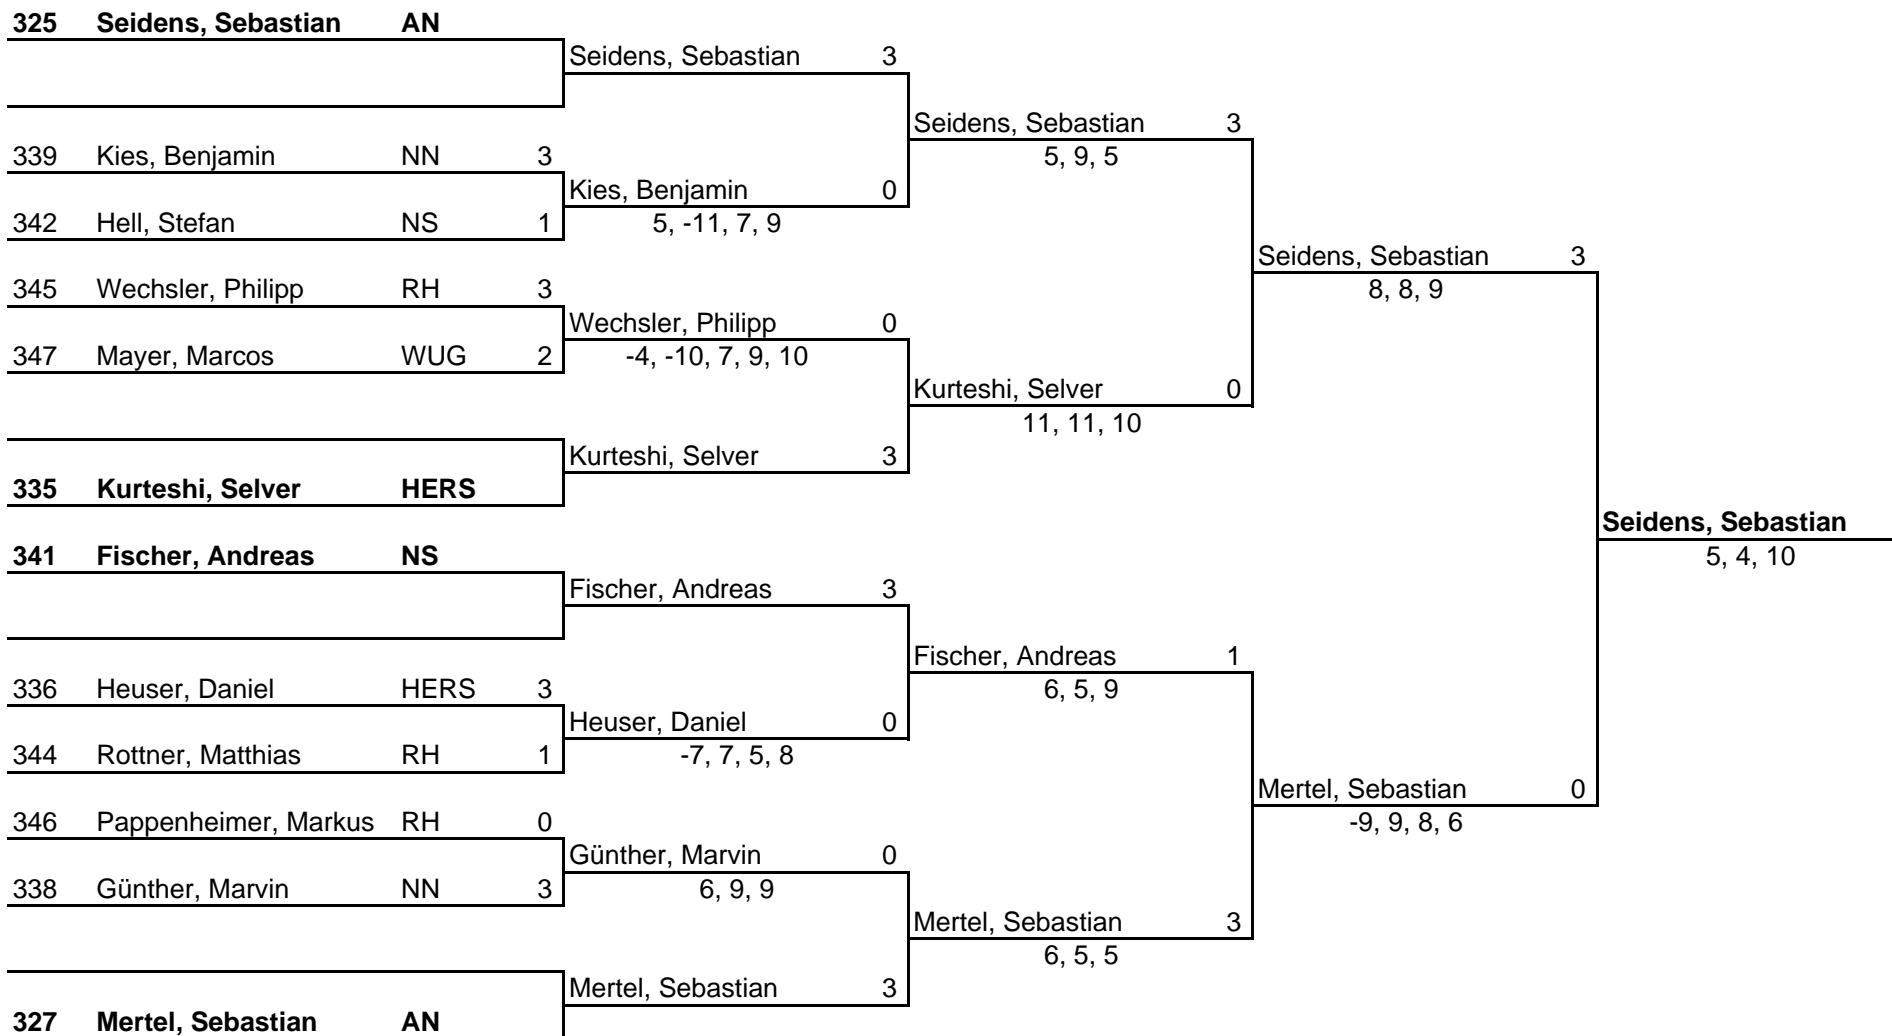 325 Seidens, Sebastian AN
Seidens, Sebastian 3
Seidens, Sebastian 3
339 Kies, Benjamin NN 3
5, 9, 5
Kies, Benjamin 0
342 Hell, Stefan NS 1
5, -11, 7, 9
Seidens, Sebastian 3
345 Wechsler, Philipp RH 3
8, 8, 9
Wechsler, Philipp 0
347 Mayer, Marcos WUG 2
-4, -10, 7, 9, 10
Kurteshi, Selver 0
11, 11, 10
Kurteshi, Selver 3
335 Kurteshi, Selver HERS
Seidens, Sebastian
341 Fischer, Andreas NS
5, 4, 10
Fischer, Andreas 3
Fischer, Andreas 1
336 Heuser, Daniel HERS 3
6, 5, 9
Heuser, Daniel 0
344 Rottner, Matthias RH 1
-7, 7, 5, 8
Mertel, Sebastian 0
346 Pappenheimer, Markus RH 0
-9, 9, 8, 6
Günther, Marvin 0
338 Günther, Marvin NN 3
6, 9, 9
Mertel, Sebastian 3
6, 5, 5
Mertel, Sebastian 3
327 Mertel, Sebastian AN